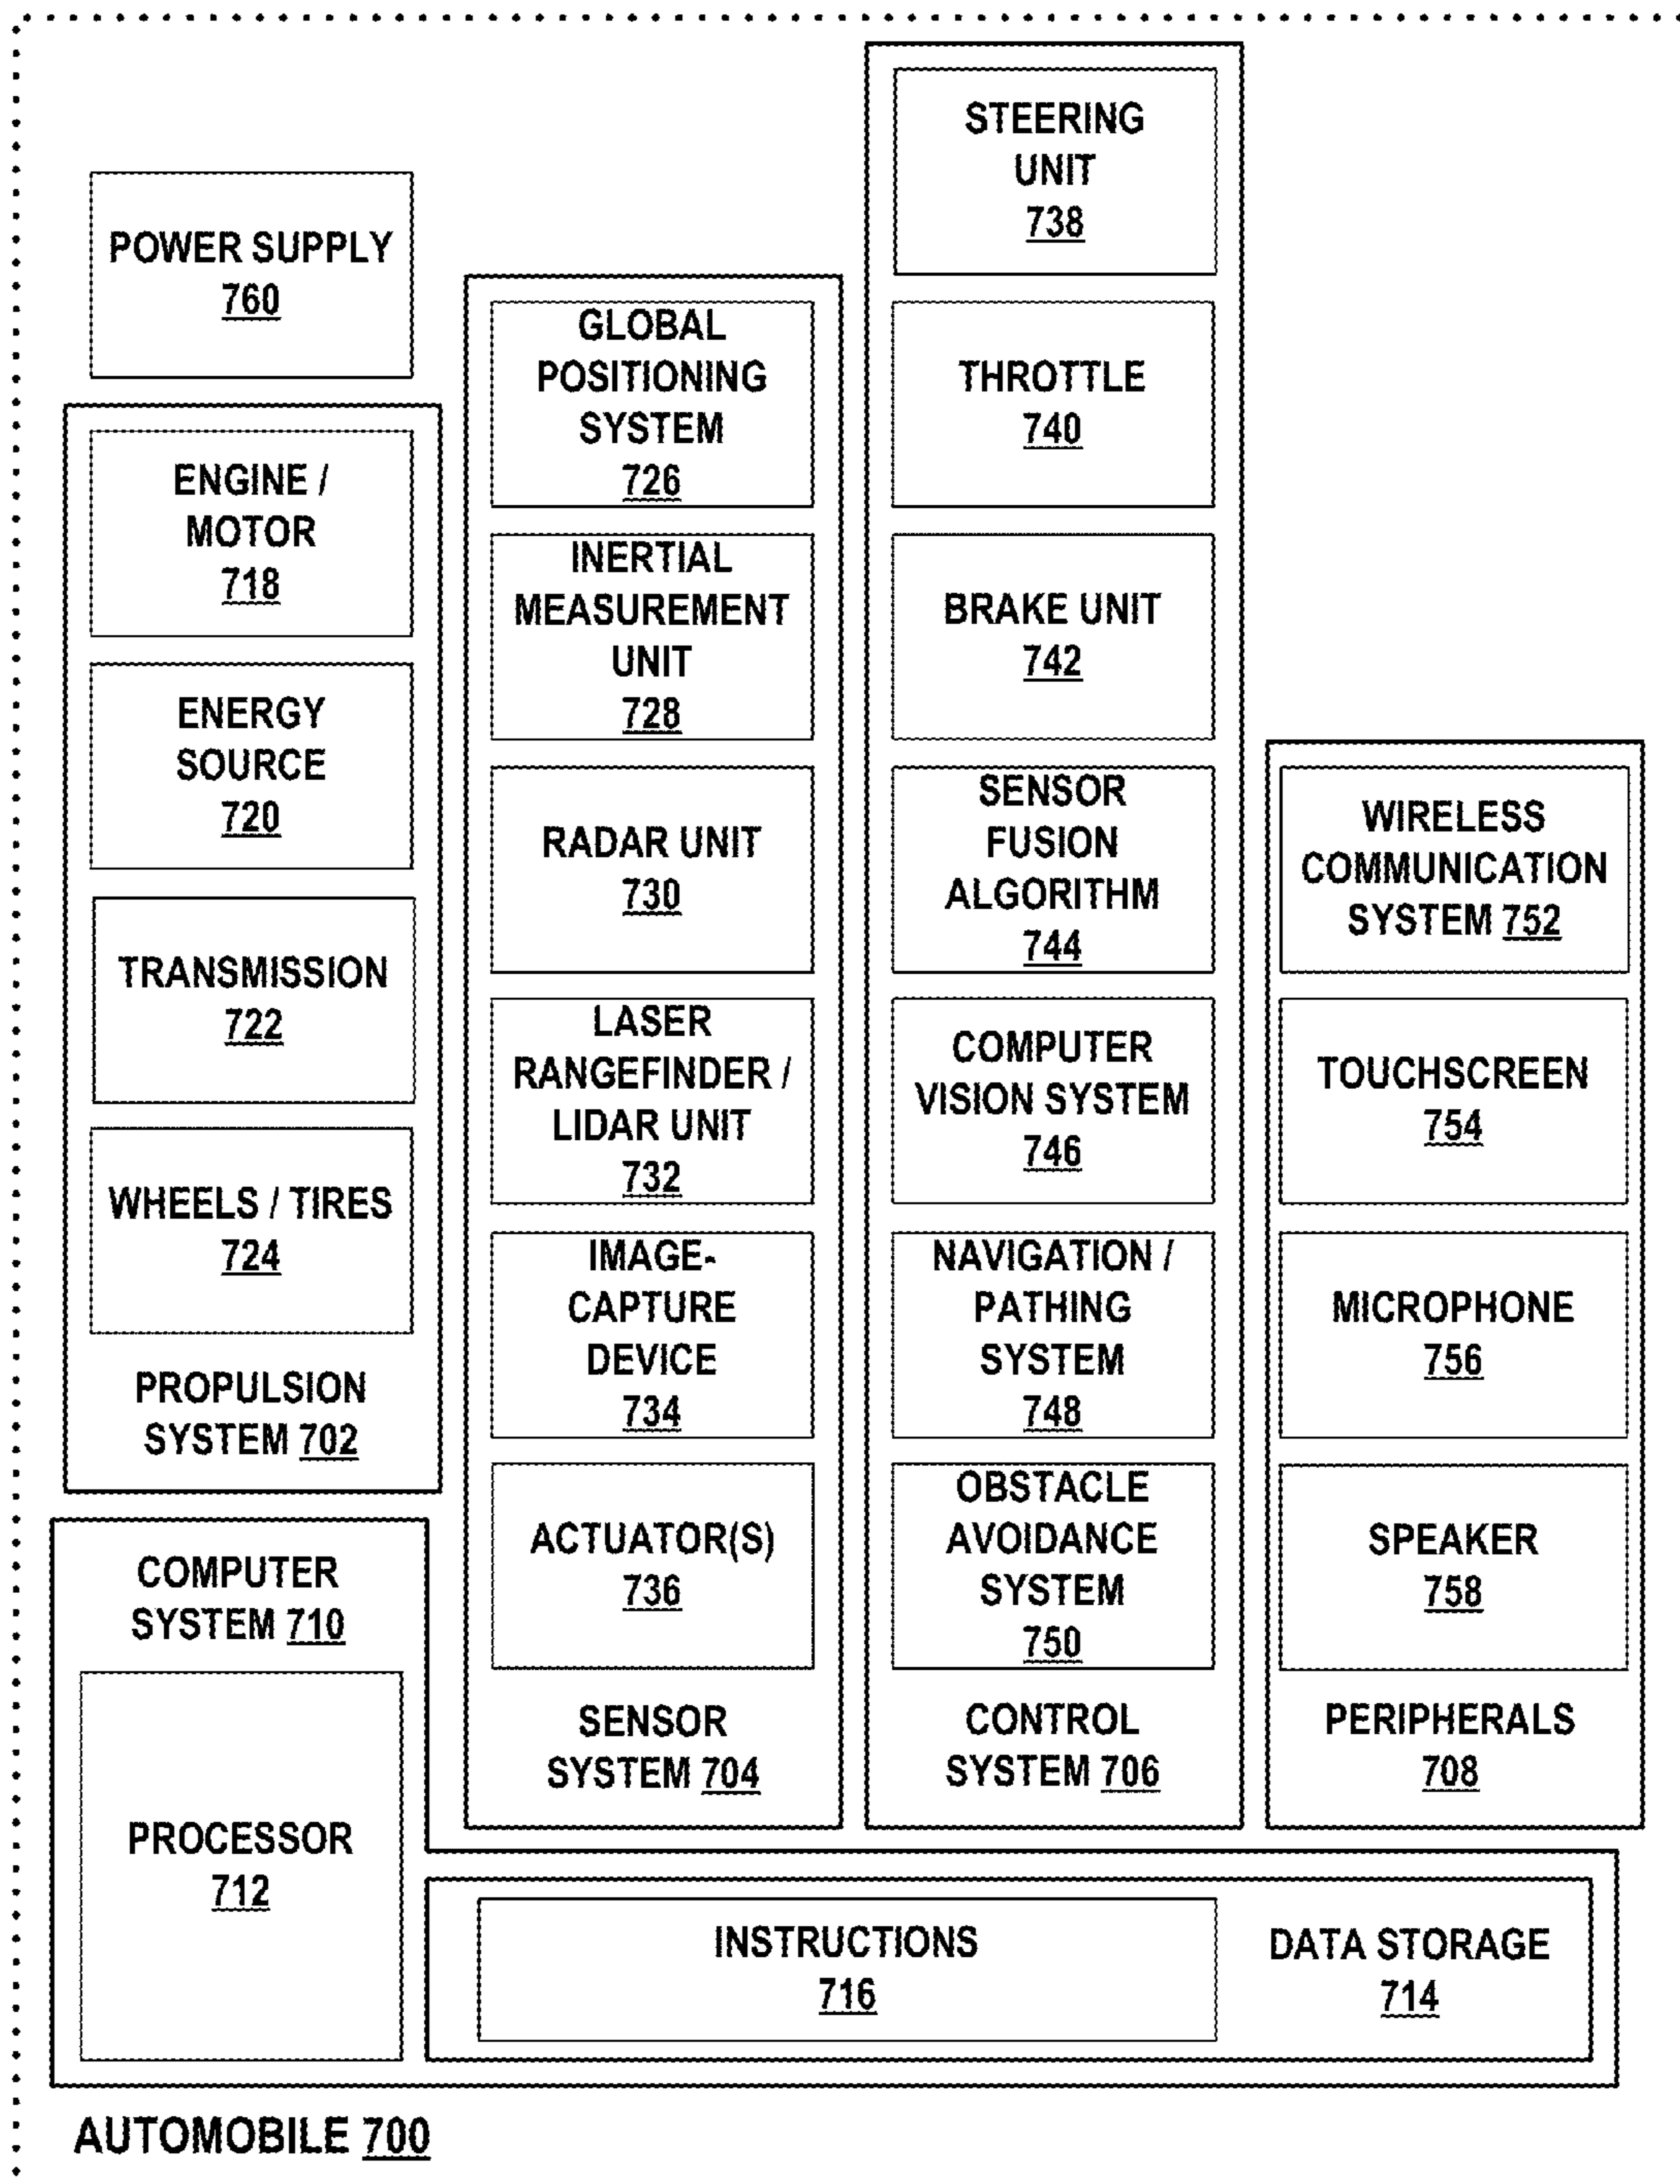 POWER SUPPLY
760
ENGINE /
MOTOR
718
ENERGY
SOURCE
720
TRANSMISSION
722
WHEELS / TIRES
724
PROPULSION
SYSTEM 702
GLOBAL
POSITIONING
SYSTEM
726
INERTIAL
MEASUREMENT
UNIT
728
RADAR UNIT
730
LASER
RANGEFINDER /
LIDAR UNIT
732
IMAGE-
CAPTURE
DEVICE
734
ACTUATOR(S)
736
SENSOR
SYSTEM 704
STEERING
UNIT
738
THROTTLE
740
BRAKE UNIT
742
SENSOR
FUSION
ALGORITHM
744
COMPUTER
VISION SYSTEM
746
NAVIGATION /
PATHING
SYSTEM
748
OBSTACLE
AVOIDANCE
SYSTEM
750
CONTROL
SYSTEM 706
WIRELESS
COMMUNICATION
SYSTEM 752
TOUCHSCREEN
754
MICROPHONE
756
SPEAKER
758
PERIPHERALS
708
COMPUTER
SYSTEM 710
PROCESSOR
712
INSTRUCTIONS
716
DATA STORAGE
714
AUTOMOBILE 700